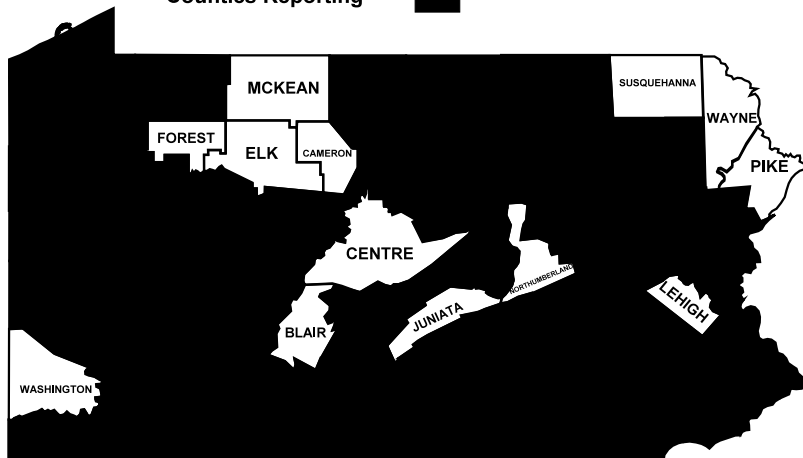 Counties Reporting
MCKEAN
SUSQUEHANNA
WAYNE
FOREST
ELK
CAMERON
PIKE
CENTRE
NORTHUMBERLAND
LEHIGH
JUNIATA
BLAIR
WASHINGTON